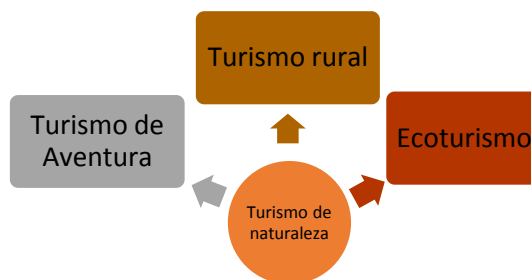 Turismo rural
Turismo de
Aventura
Ecoturismo
Turismo de
naturaleza